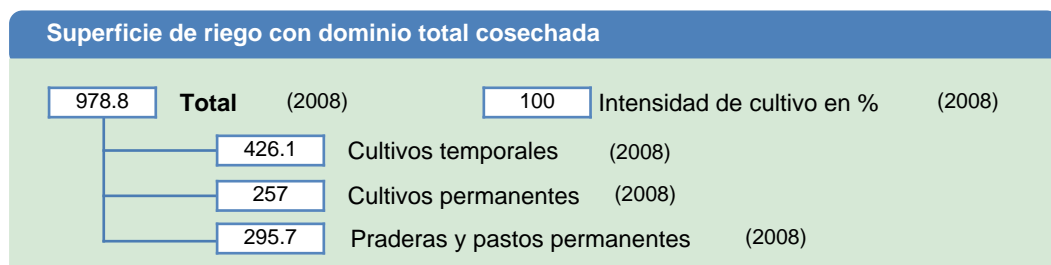 Superficie de riego con dominio total cosechada
978.8 Total (2008) 100 Intensidad de cultivo en % (2008)
426.1 Cultivos temporales (2008)
257 Cultivos permanentes (2008)
295.7 Praderas y pastos permanentes (2008)